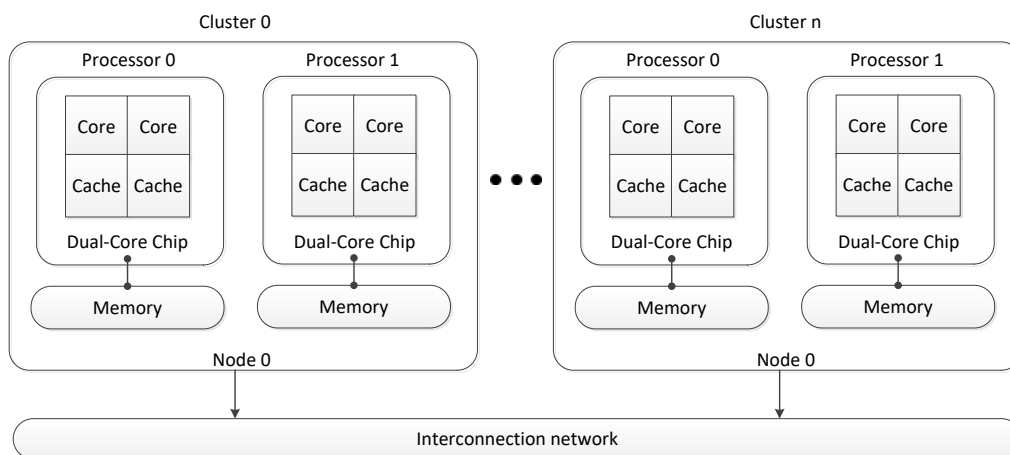 Cluster 0
Cluster n
Processor 0
Processor 1
Processor 0
Processor 1
Core Core
Cache Cache
Dual-Core Chip
Core Core
Cache Cache
Dual-Core Chip
Core Core
Cache Cache
Dual-Core Chip
Core Core
Cache Cache
Dual-Core Chip
Memory
Memory
Memory
Memory
Node 0
Node 0
Interconnection network